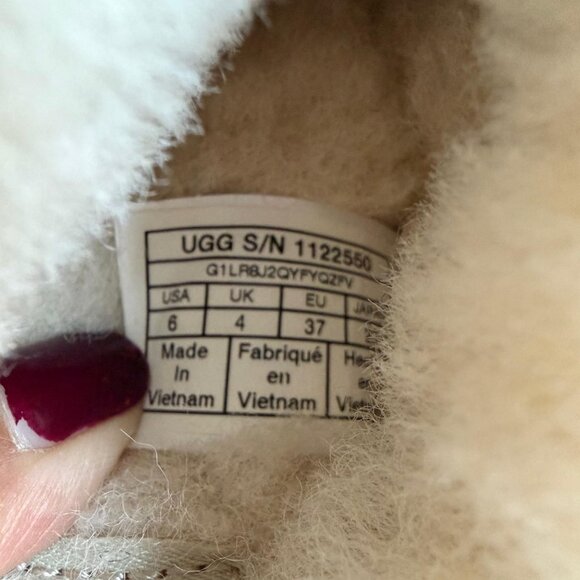 UGG S/N 1122550
G1LR8J2QYFYQZFV
USA UK EU
6 4 37
Made Fabriqué
in en
Vietnam Vietnam